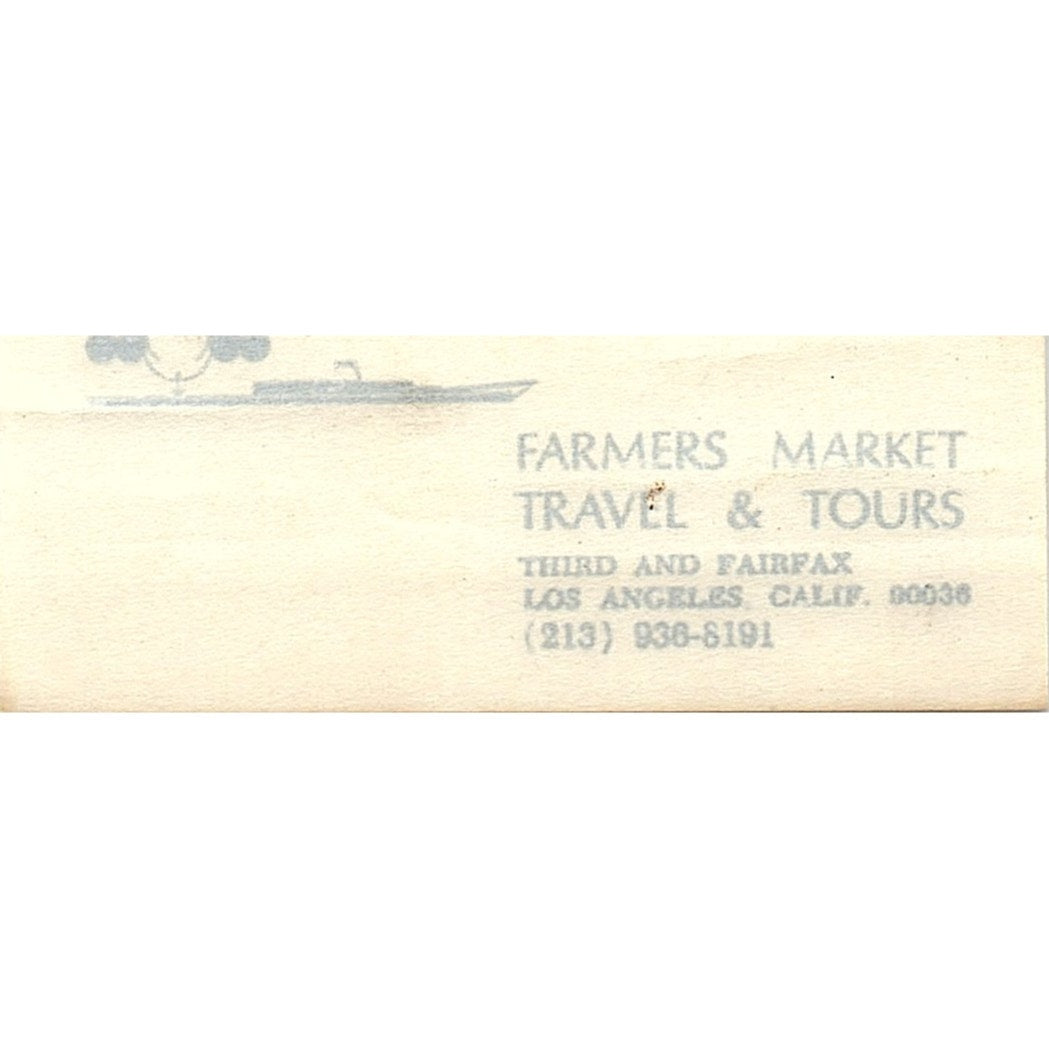 FARMERS MARKET
TRAVEL & TOURS
THIRD AND FAIRFAX
LOS ANGELES, CALIF. 90036
(213) 936-8191